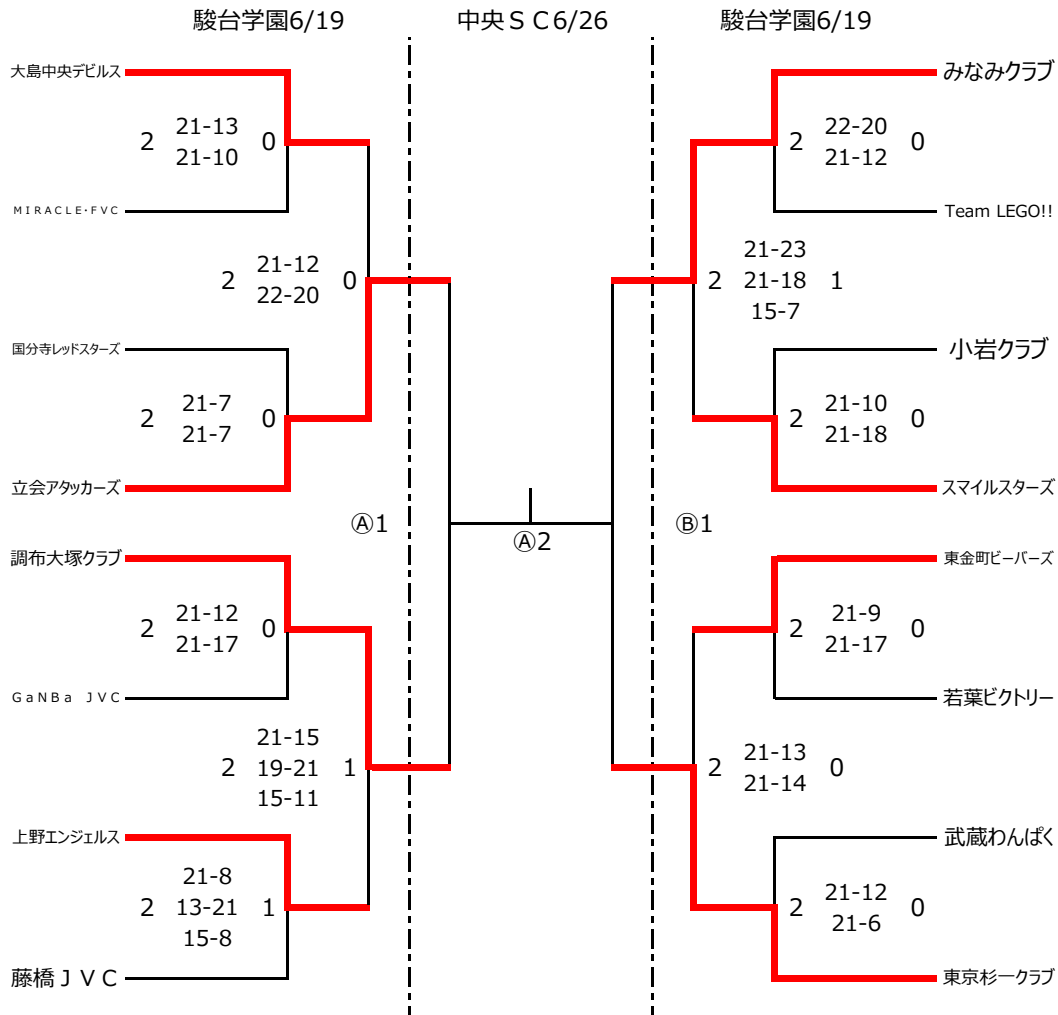 駿台学園6/19
中央ＳＣ6/26
駿台学園6/19
大島中央デビルス
2 21-13 0
21-10
ＭＩＲＡＣＬＥ・ＦＶＣ
2 21-12 0
22-20
国分寺レッドスターズ
2 21-7 0
21-7
立会アタッカーズ
Ⓐ1
調布大塚クラブ
2 21-12 0
21-17
ＧａＮＢａ ＪＶＣ
21-15
2 19-21 1
15-11
上野エンジェルス
21-8
2 13-21 1
15-8
藤橋ＪＶＣ
Ⓐ2
みなみクラブ
2 22-20 0
21-12
Team LEGO!!
21-23
2 21-18 1
15-7
小岩クラブ
2 21-10 0
21-18
スマイルスターズ
Ⓑ1
東金町ビーバーズ
2 21-9 0
21-17
若葉ビクトリー
2 21-13 0
21-14
武蔵わんぱく
2 21-12 0
21-6
東京杉一クラブ